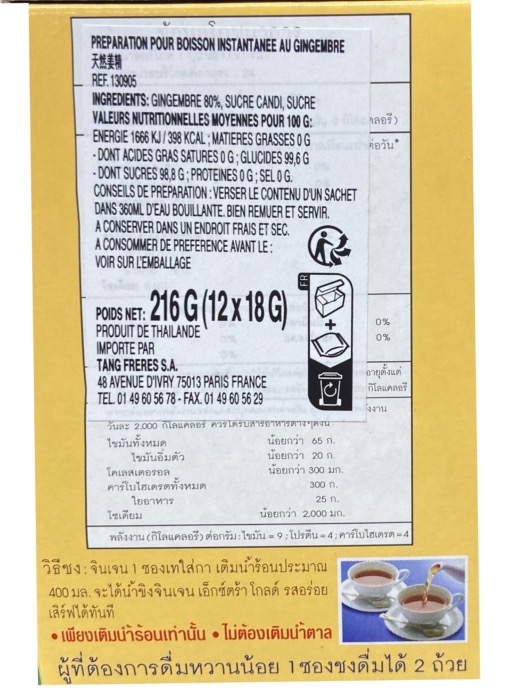 PREPARATION POUR BOISSON INSTANTANEE AU GINGEMBRE
天然姜精
REF. 130905
INGREDIENTS: GINGEMBRE 80%, SUCRE CANDI, SUCRE
VALEURS NUTRITIONNELLES MOYENNES POUR 100 G:
ENERGIE 1666 KJ / 398 KCAL ; MATIERES GRASSES 0 G
- DONT ACIDES GRAS SATURES 0 G ; GLUCIDES 99,6 G
- DONT SUCRES 98,8 G ; PROTEINES 0 G ; SEL 0 G.
CONSEILS DE PREPARATION : VERSER LE CONTENU D'UN SACHET
DANS 360ML D'EAU BOUILLANTE. BIEN REMUER ET SERVIR.
A CONSERVER DANS UN ENDROIT FRAIS ET SEC.
A CONSOMMER DE PREFERENCE AVANT LE :
VOIR SUR L'EMBALLAGE
FR
+
POIDS NET: 216 G (12 x 18 G)
PRODUIT DE THAILANDE
IMPORTE PAR
TANG FRERES S.A.
48 AVENUE D'IVRY 75013 PARIS FRANCE
TEL. 01 49 60 56 78 - FAX. 01 49 60 56 29
0%
0%
วันละ 2,000 กิโลแคลอรี ควรได้รับสารอาหารต่างๆดังนี้
ไขมันทั้งหมด น้อยกว่า 65 ก.
ไขมันอิ่มตัว น้อยกว่า 20 ก.
โคเลสเตอรอล น้อยกว่า 300 มก.
คาร์โบไฮเดรตทั้งหมด 300 ก.
ใยอาหาร 25 ก.
โซเดียม น้อยกว่า 2,000 มก.
พลังงาน (กิโลแคลอรี) ต่อกรัม : ไขมัน = 9 ; โปรตีน = 4 ; คาร์โบไฮเดรต = 4
วิธีชง : จินเจน 1 ซองเทใส่กา เติมน้ำร้อนประมาณ
400 มล. จะได้น้ำขิงจินเจน เอ็กซ์ตร้า โกลด์ รสอร่อย
เสิร์ฟได้ทันที
• เพียงเติมน้ำร้อนเท่านั้น • ไม่ต้องเติมน้ำตาล
ผู้ที่ต้องการดื่มหวานน้อย 1ซองชงดื่มได้ 2 ถ้วย